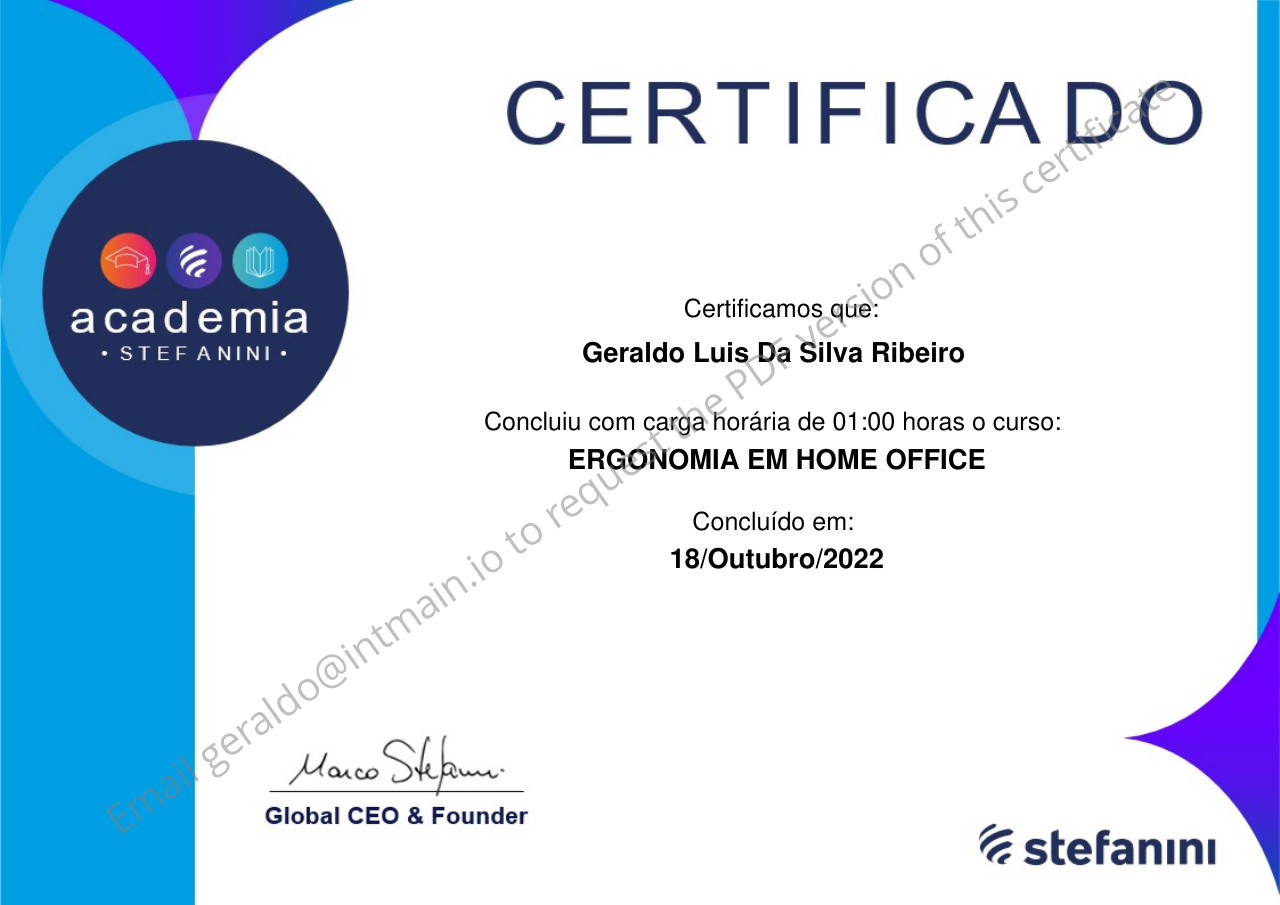 CERTIFICADO
academia
• STEFANINI •
Certificamos que:
Geraldo Luis Da Silva Ribeiro
Concluiu com carga horária de 01:00 horas o curso:
ERGONOMIA EM HOME OFFICE
Concluído em:
18/Outubro/2022
Email geraldo@intmain.io to request the PDF version of this certificate
Marco Stefanini
Global CEO & Founder
stefanini